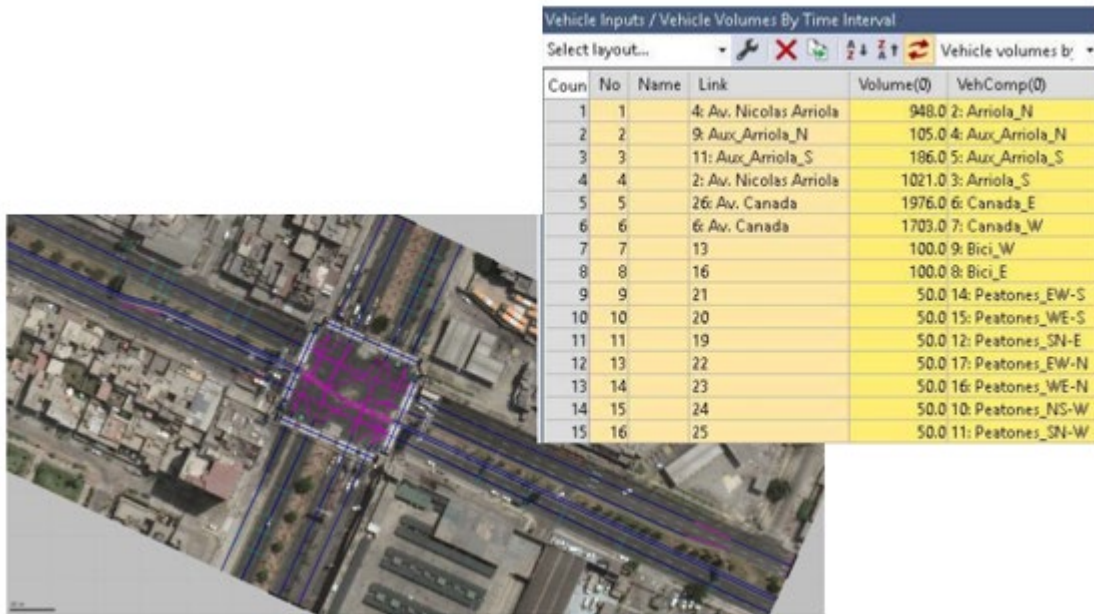 Vehicle Inputs / Vehicle Volumes By Time Interval
Select layout... Vehicle volumes by
Coun No Name Link Volume(0) VehComp(0)
1 1 4: Av. Nicolas Arriola 948.0 2: Arriola_N
2 2 9: Aux_Arriola_N 105.0 4: Aux_Arriola_N
3 3 11: Aux_Arriola_S 186.0 5: Aux_Arriola_S
4 4 2: Av. Nicolas Arriola 1021.0 3: Arriola_S
5 5 26: Av. Canada 1976.0 6: Canada_E
6 6 6: Av. Canada 1703.0 7: Canada_W
7 7 13 100.0 9: Bici_W
8 8 16 100.0 8: Bici_E
9 9 21 50.0 14: Peatones_EW-S
10 10 20 50.0 15: Peatones_WE-S
11 11 19 50.0 12: Peatones_SN-E
12 13 22 50.0 17: Peatones_EW-N
13 14 23 50.0 16: Peatones_WE-N
14 15 24 50.0 10: Peatones_NS-W
15 16 25 50.0 11: Peatones_SN-W